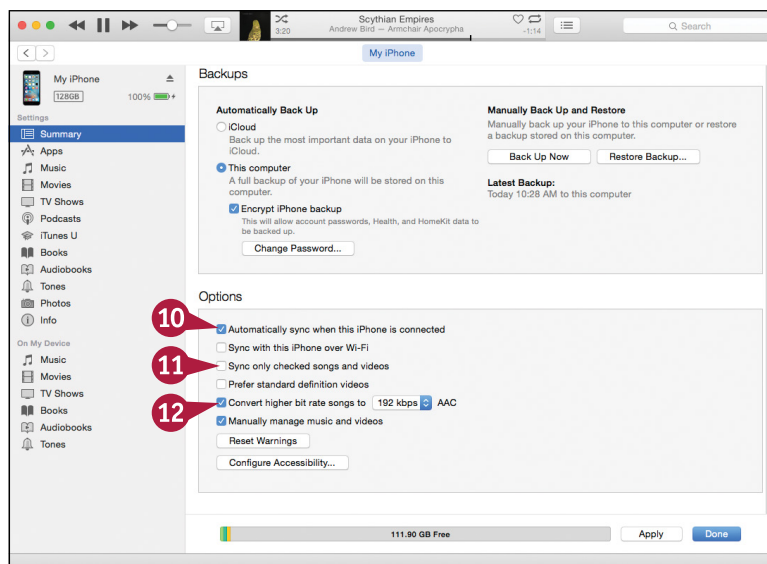 Scythian Empires
3:20 Andrew Bird — Armchair Apocrypha -1:14
Search
My iPhone
My iPhone
128GB 100%
Settings
Summary
Apps
Music
Movies
TV Shows
Podcasts
iTunes U
Books
Audiobooks
Tones
Photos
Info
On My Device
Music
Movies
TV Shows
Books
Audiobooks
Tones
Backups
Automatically Back Up
iCloud
Back up the most important data on your iPhone to
iCloud.
This computer
A full backup of your iPhone will be stored on this
computer.
Encrypt iPhone backup
This will allow account passwords, Health, and HomeKit data to
be backed up.
Change Password...
Manually Back Up and Restore
Manually back up your iPhone to this computer or restore
a backup stored on this computer.
Back Up Now Restore Backup...
Latest Backup:
Today 10:28 AM to this computer
Options
10 Automatically sync when this iPhone is connected
Sync with this iPhone over Wi-Fi
11 Sync only checked songs and videos
Prefer standard definition videos
12 Convert higher bit rate songs to 192 kbps AAC
Manually manage music and videos
Reset Warnings
Configure Accessibility...
111.90 GB Free Apply Done